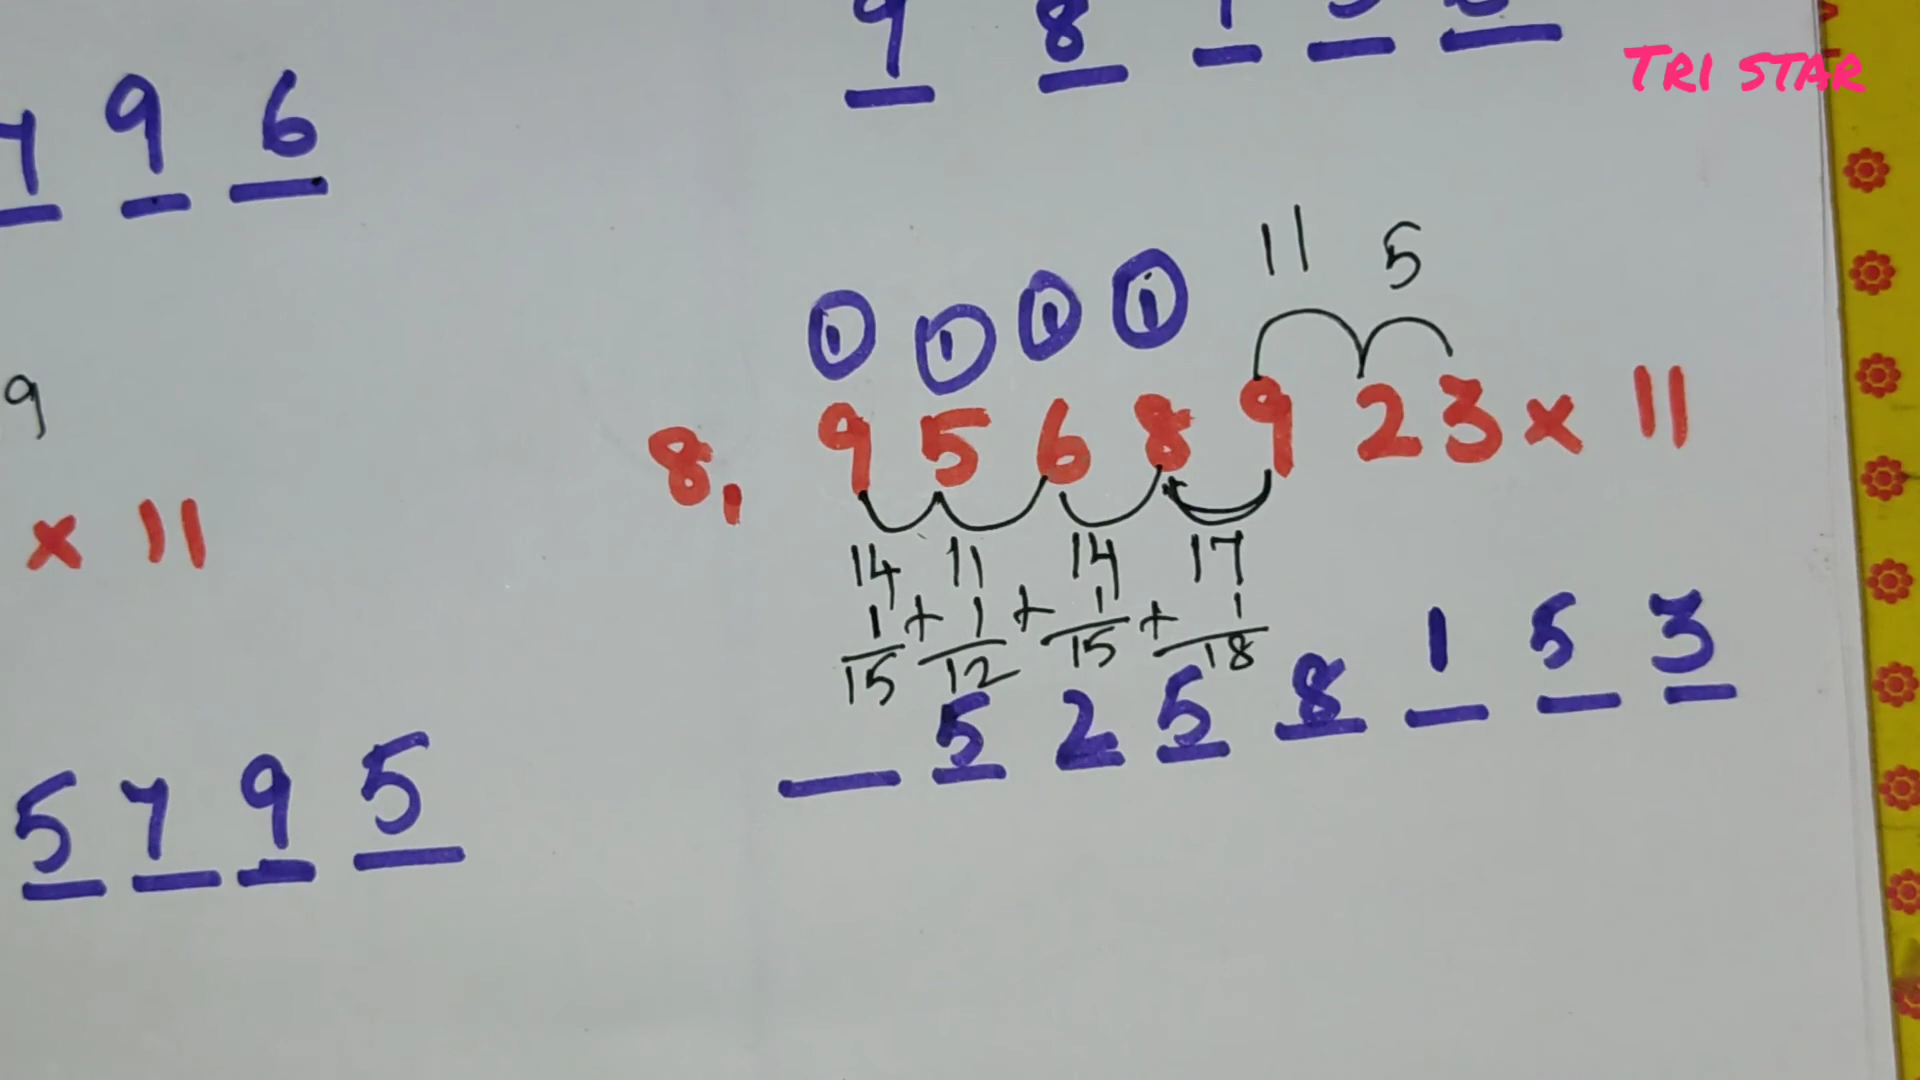 9 8 1 5
TRI STAR
7 9 6
11 5
1 1 1 1
9
8, 9 5 6 8 9 2 3 × 11
× 11
14 11 14 17
1 + 1 + 1 + 1
15 12 15 18
5 2 5 8 1 5 3
5 7 9 5